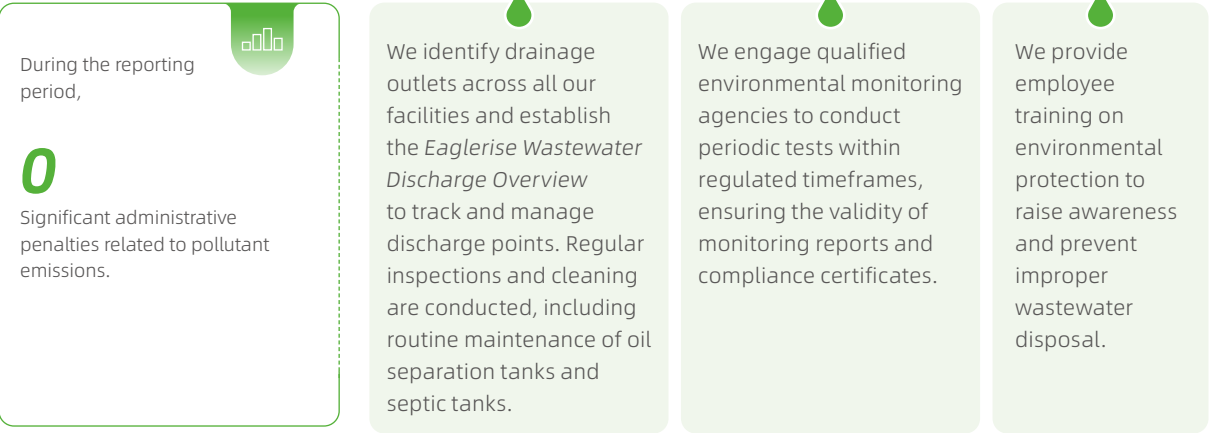 During the reporting
period,
0
Significant administrative
penalties related to pollutant
emissions.
We identify drainage
outlets across all our
facilities and establish
the Eaglerise Wastewater
Discharge Overview
to track and manage
discharge points. Regular
inspections and cleaning
are conducted, including
routine maintenance of oil
separation tanks and
septic tanks.
We engage qualified
environmental monitoring
agencies to conduct
periodic tests within
regulated timeframes,
ensuring the validity of
monitoring reports and
compliance certificates.
We provide
employee
training on
environmental
protection to
raise awareness
and prevent
improper
wastewater
disposal.